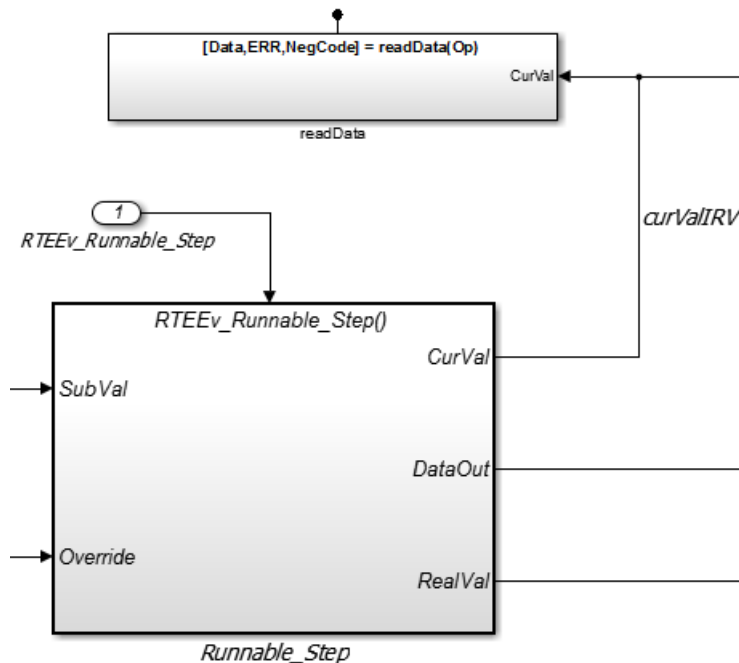 [Data,ERR,NegCode] = readData(Op)
CurVal
readData
1
RTEEv_Runnable_Step
curValIRV
RTEEv_Runnable_Step()
CurVal
SubVal
DataOut
Override
RealVal
Runnable_Step